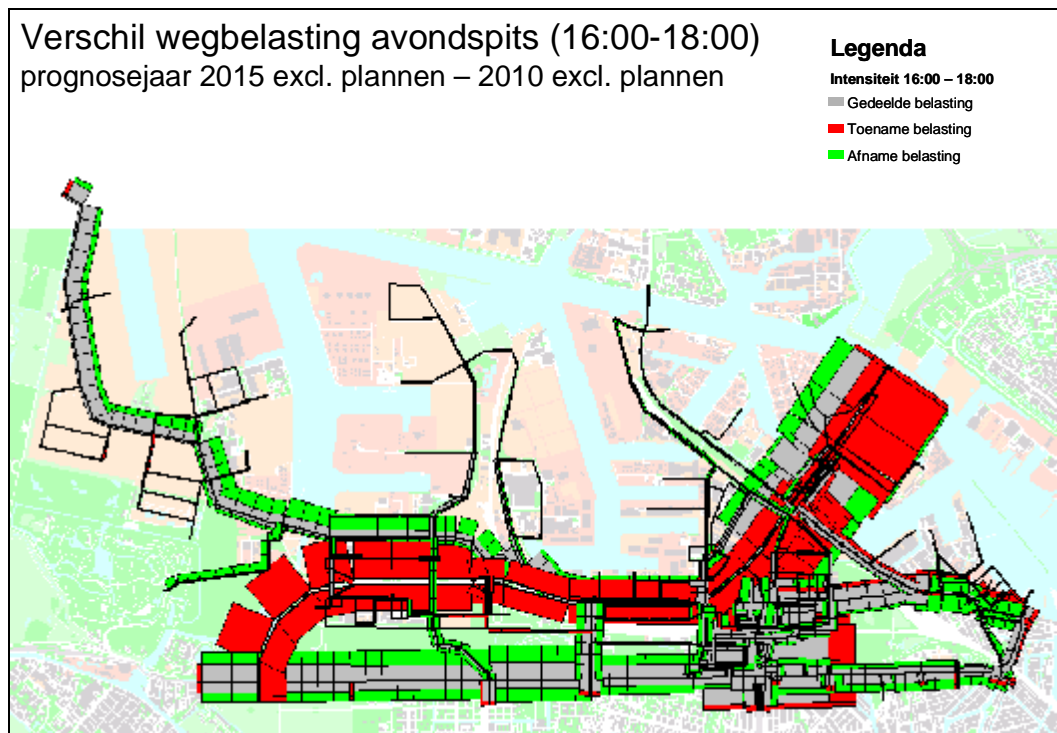 Verschil wegbelasting avondspits (16:00-18:00)
prognosejaar 2015 excl. plannen – 2010 excl. plannen
Legenda
Intensiteit 16:00 – 18:00
Gedeelde belasting
Toename belasting
Afname belasting